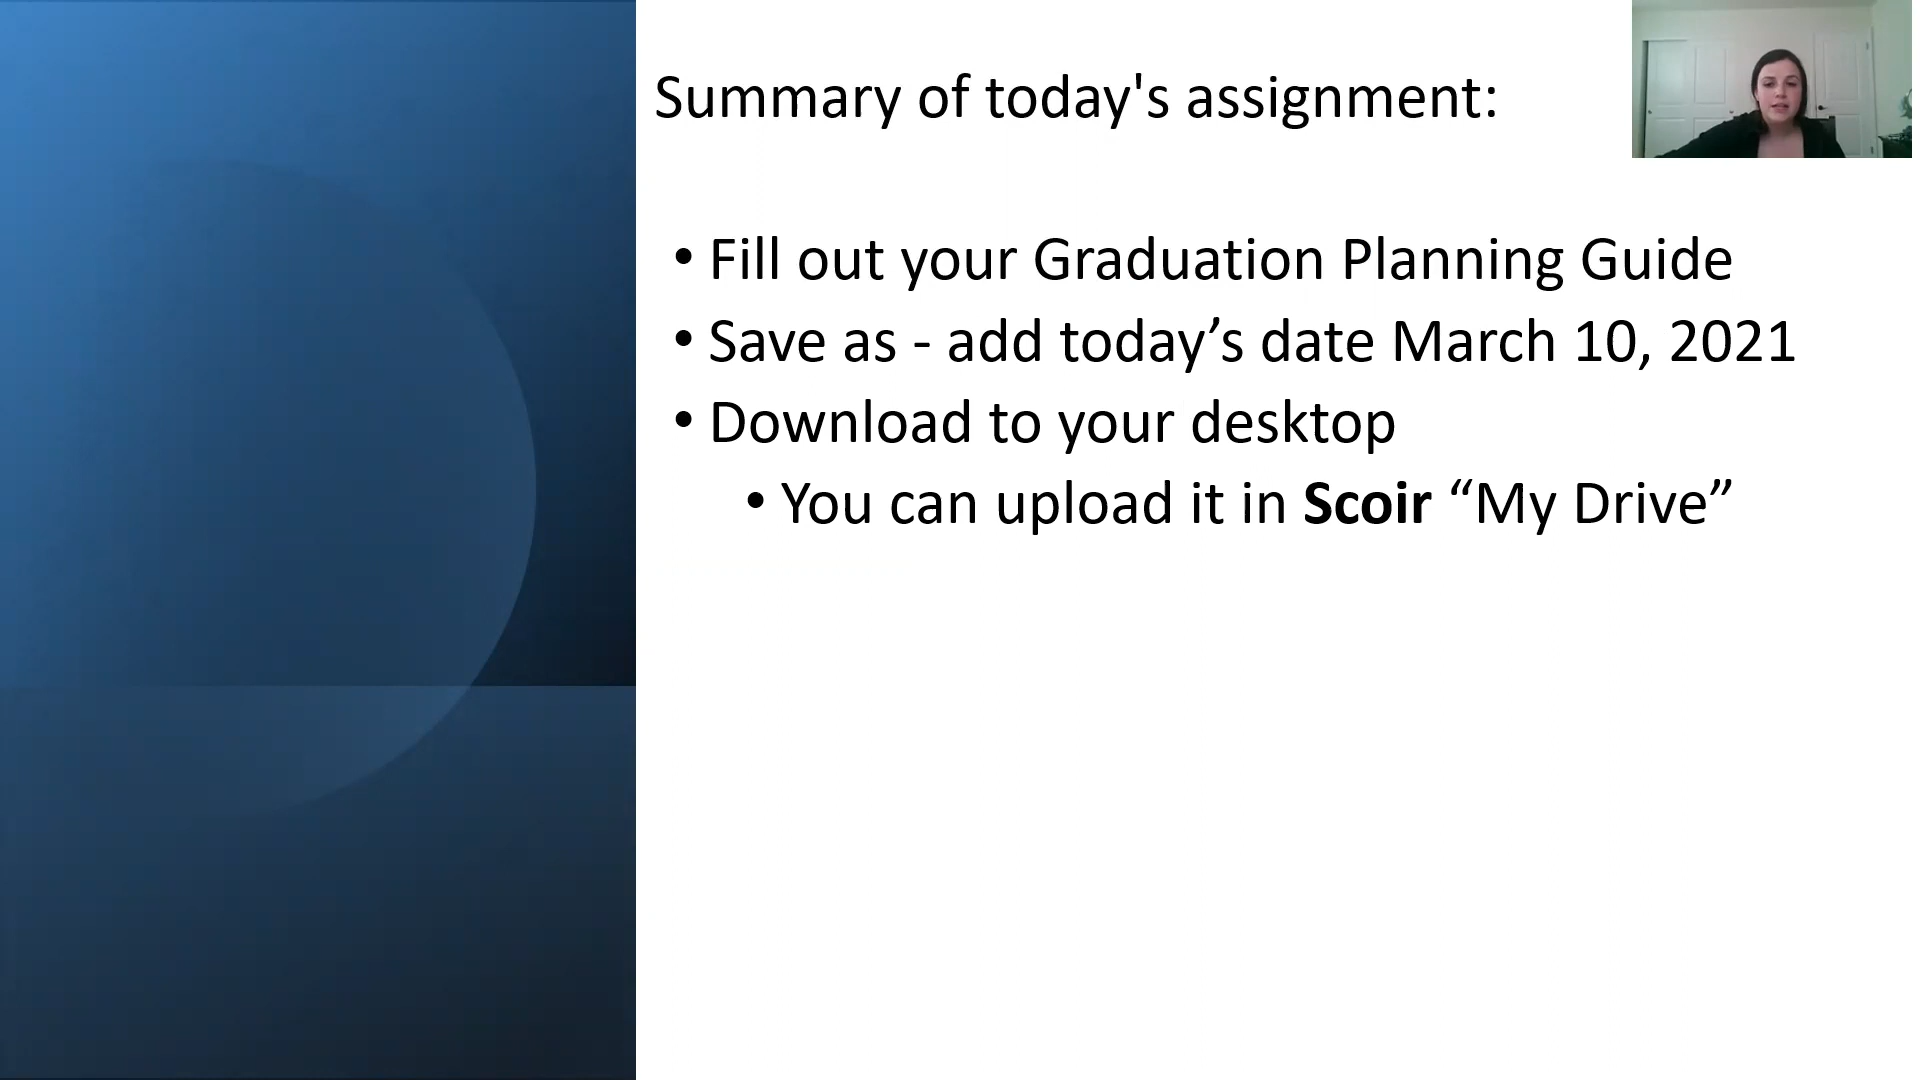 Summary of today's assignment:
• Fill out your Graduation Planning Guide
• Save as - add today’s date March 10, 2021
• Download to your desktop
• You can upload it in Scoir “My Drive”